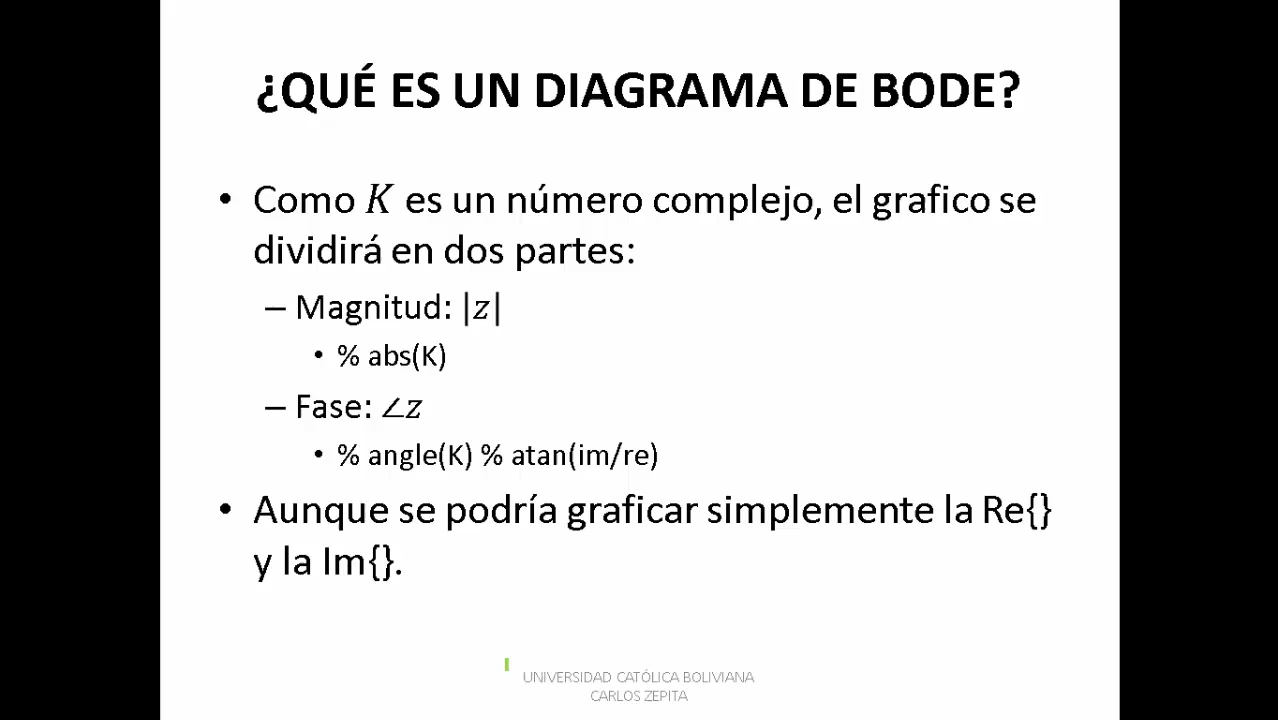 ¿QUÉ ES UN DIAGRAMA DE BODE?
• Como K es un número complejo, el grafico se
dividirá en dos partes:
– Magnitud: |z|
• % abs(K)
– Fase: ∠z
• % angle(K) % atan(im/re)
• Aunque se podría graficar simplemente la Re{}
y la Im{}.
UNIVERSIDAD CATÓLICA BOLIVIANA
CARLOS ZEPITA